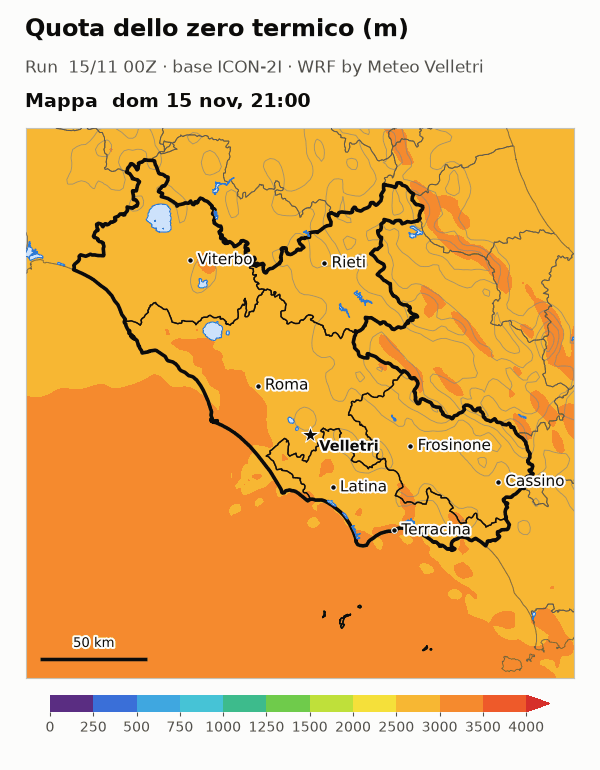 Quota dello zero termico (m)
Run 15/11 00Z · base ICON-2I · WRF by Meteo Velletri
Mappa dom 15 nov, 21:00
Viterbo
Rieti
Roma
Velletri
Frosinone
Cassino
Latina
Terracina
50 km
0 250 500 750 1000 1250 1500 2000 2500 3000 3500 4000